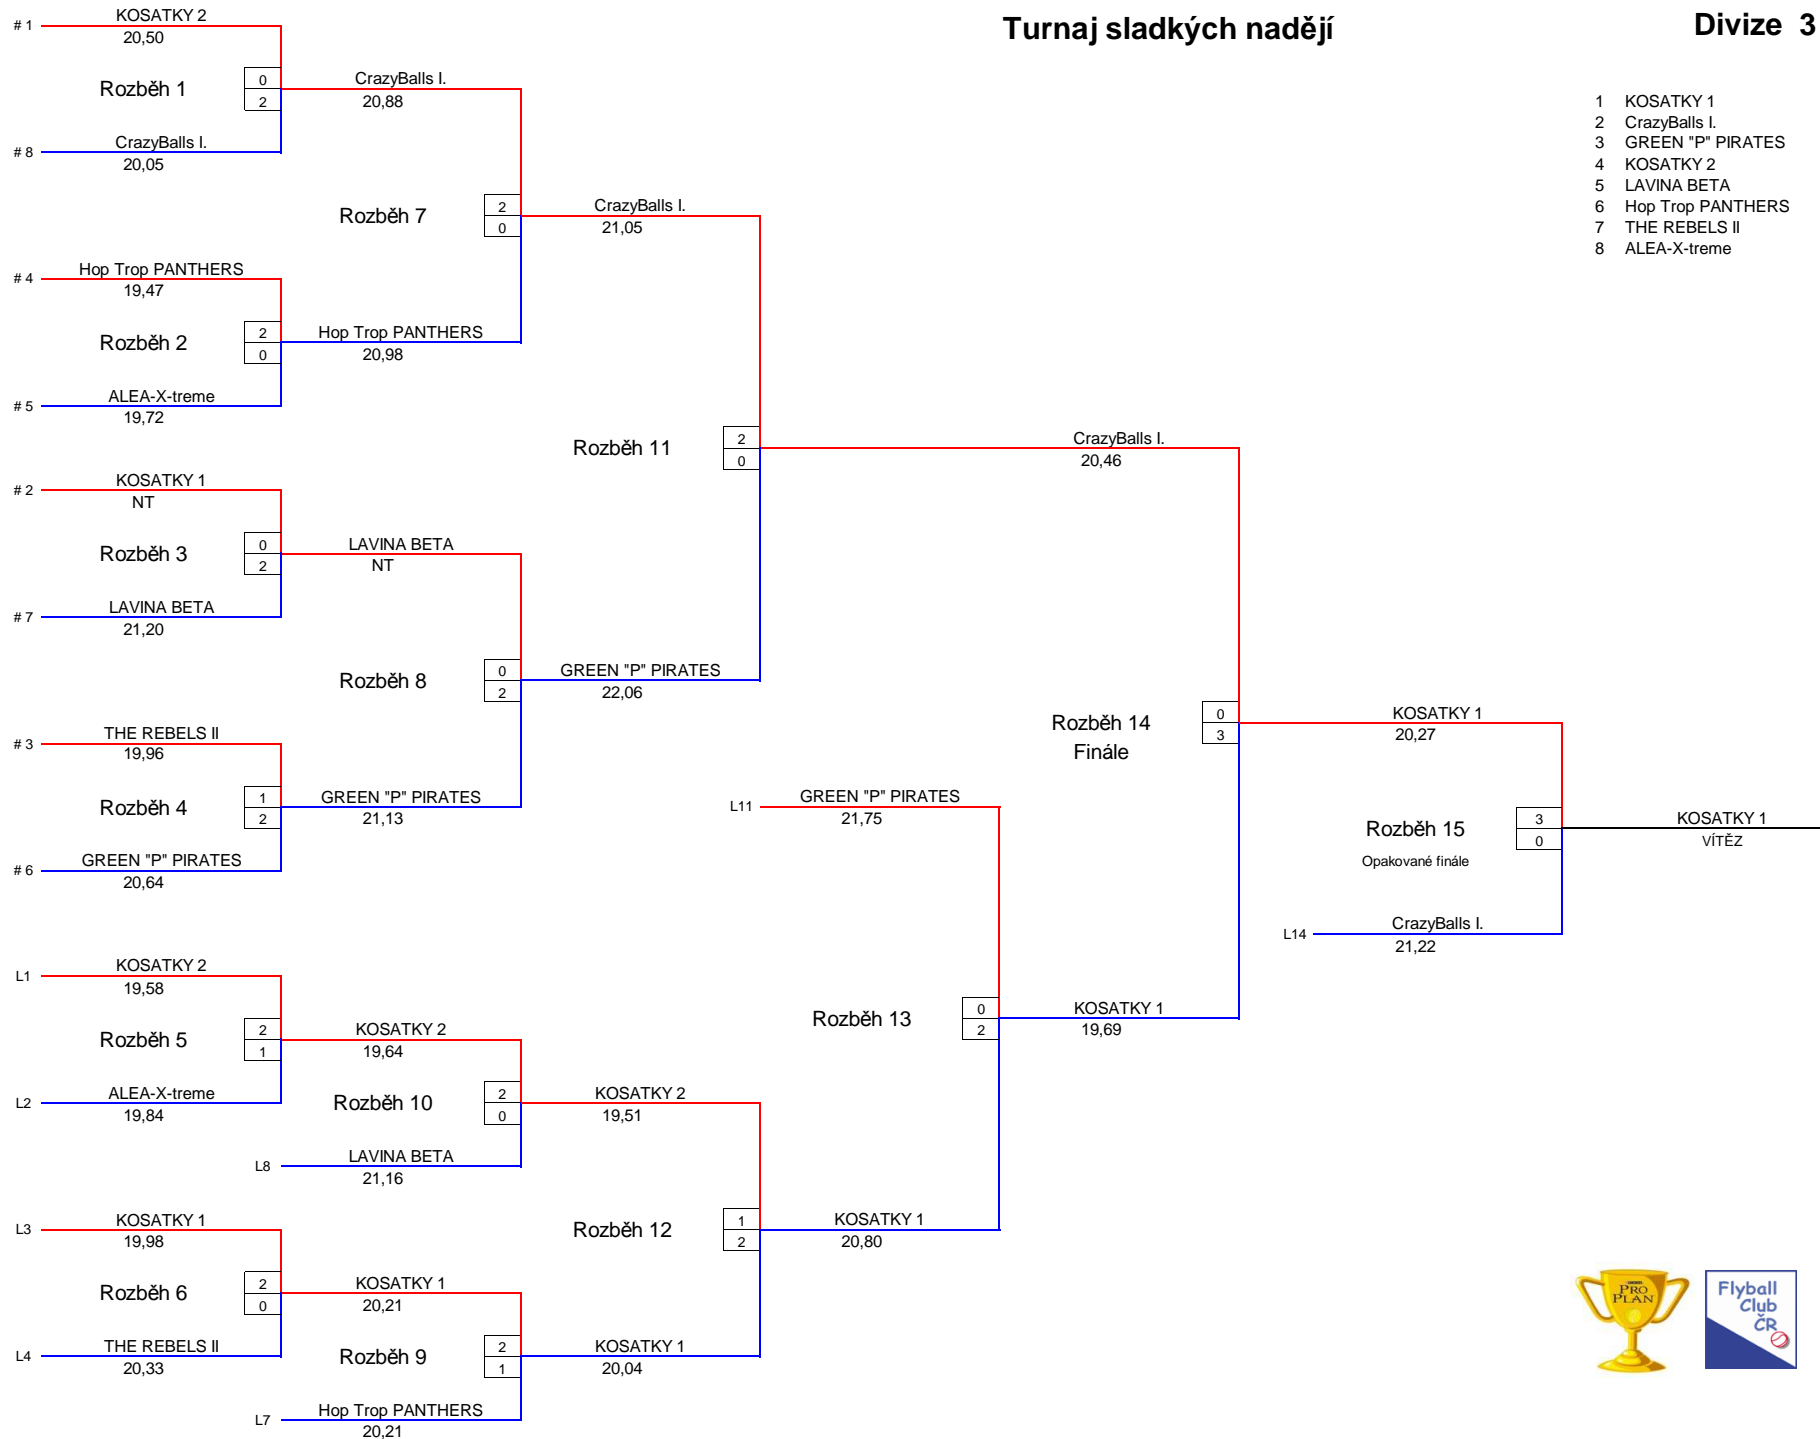 Turnaj sladkých nadějí
Divize 3
1 KOSATKY 1
2 CrazyBalls I.
3 GREEN "P" PIRATES
4 KOSATKY 2
5 LAVINA BETA
6 Hop Trop PANTHERS
7 THE REBELS II
8 ALEA-X-treme
# 1
KOSATKY 2
20,50
Rozběh 1
0
2
# 8
CrazyBalls I.
20,05
CrazyBalls I.
20,88
Rozběh 7
2
0
# 4
Hop Trop PANTHERS
19,47
Rozběh 2
2
0
# 5
ALEA-X-treme
19,72
Hop Trop PANTHERS
20,98
CrazyBalls I.
21,05
Rozběh 11
2
0
# 2
KOSATKY 1
NT
Rozběh 3
0
2
# 7
LAVINA BETA
21,20
LAVINA BETA
NT
Rozběh 8
0
2
GREEN "P" PIRATES
22,06
# 3
THE REBELS II
19,96
Rozběh 4
1
2
# 6
GREEN "P" PIRATES
20,64
GREEN "P" PIRATES
21,13
CrazyBalls I.
20,46
Rozběh 14
Finále
0
3
KOSATKY 1
20,27
Rozběh 15
Opakované finále
3
0
KOSATKY 1
VÍTĚZ
L14
CrazyBalls I.
21,22
L11
GREEN "P" PIRATES
21,75
Rozběh 13
0
2
KOSATKY 1
19,69
L1
KOSATKY 2
19,58
Rozběh 5
2
1
L2
ALEA-X-treme
19,84
KOSATKY 2
19,64
Rozběh 10
2
0
L8
LAVINA BETA
21,16
KOSATKY 2
19,51
Rozběh 12
1
2
KOSATKY 1
20,80
L3
KOSATKY 1
19,98
Rozběh 6
2
0
L4
THE REBELS II
20,33
KOSATKY 1
20,21
Rozběh 9
2
1
L7
Hop Trop PANTHERS
20,21
KOSATKY 1
20,04
PRO
PLAN
Flyball
Club
ČR